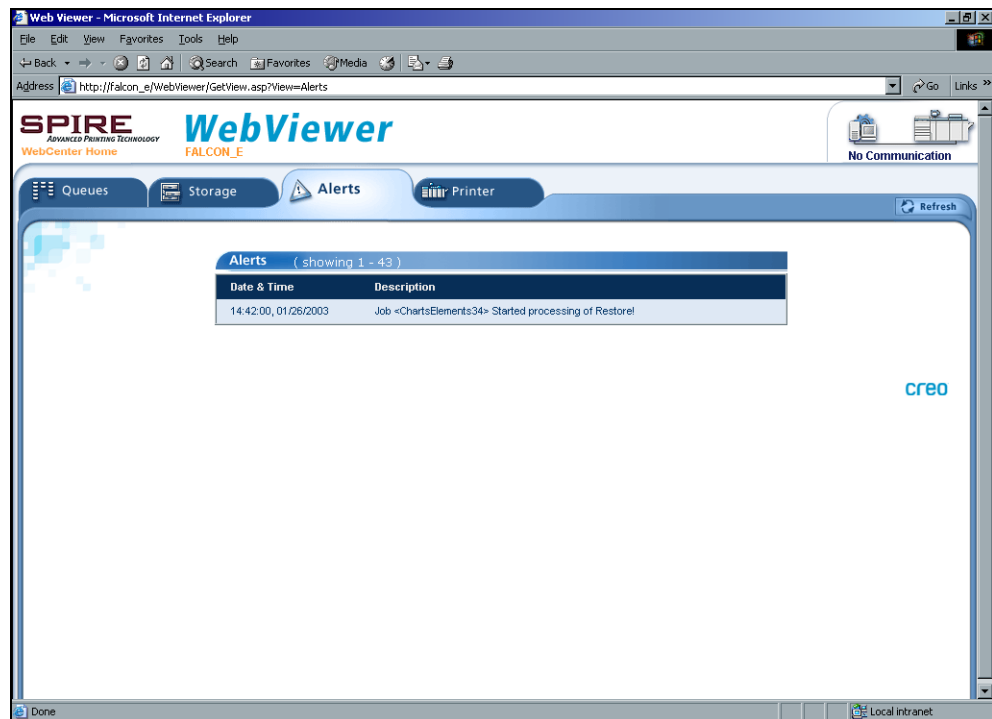 Web Viewer - Microsoft Internet Explorer
File Edit View Favorites Tools Help
Back Search Favorites Media
Address http://falcon_e/WebViewer/GetView.asp?View=Alerts Go Links »
SPIRE
ADVANCED PRINTING TECHNOLOGY
WebCenter Home
WebViewer
FALCON_E
No Communication
Queues Storage Alerts Printer
Refresh
Alerts ( showing 1 - 43 )
Date & Time Description
14:42:00, 01/26/2003 Job <ChartsElements34> Started processing of Restore!
creo
Done Local intranet